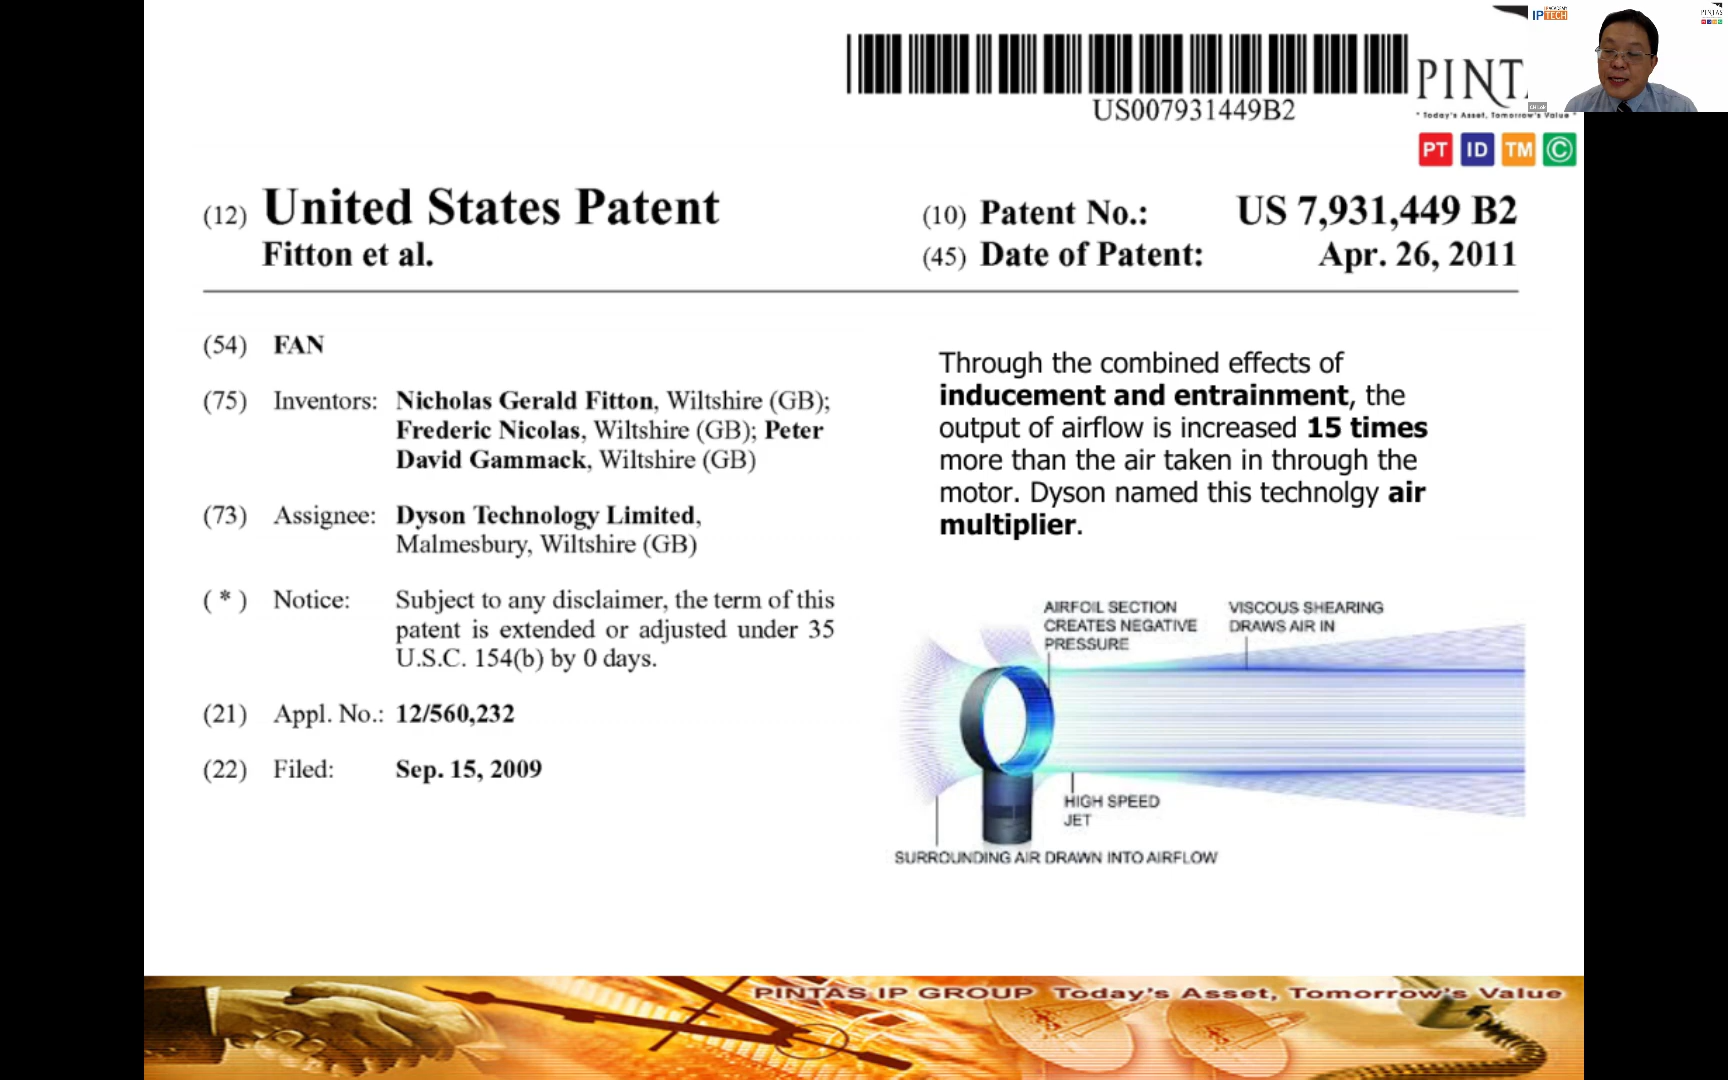 IPTECH
PINTAS
US007931449B2
"Today's Asset, Tomorrow's Value"
PT ID TM ©
(12) United States Patent
Fitton et al.
(10) Patent No.: US 7,931,449 B2
(45) Date of Patent: Apr. 26, 2011
(54) FAN
(75) Inventors: Nicholas Gerald Fitton, Wiltshire (GB);
Frederic Nicolas, Wiltshire (GB); Peter
David Gammack, Wiltshire (GB)
(73) Assignee: Dyson Technology Limited,
Malmesbury, Wiltshire (GB)
( * ) Notice: Subject to any disclaimer, the term of this
patent is extended or adjusted under 35
U.S.C. 154(b) by 0 days.
(21) Appl. No.: 12/560,232
(22) Filed: Sep. 15, 2009
Through the combined effects of
inducement and entrainment, the
output of airflow is increased 15 times
more than the air taken in through the
motor. Dyson named this technolgy air
multiplier.
AIRFOIL SECTION
CREATES NEGATIVE
PRESSURE
VISCOUS SHEARING
DRAWS AIR IN
HIGH SPEED
JET
SURROUNDING AIR DRAWN INTO AIRFLOW
PINTAS IP GROUP Today's Asset, Tomorrow's Value